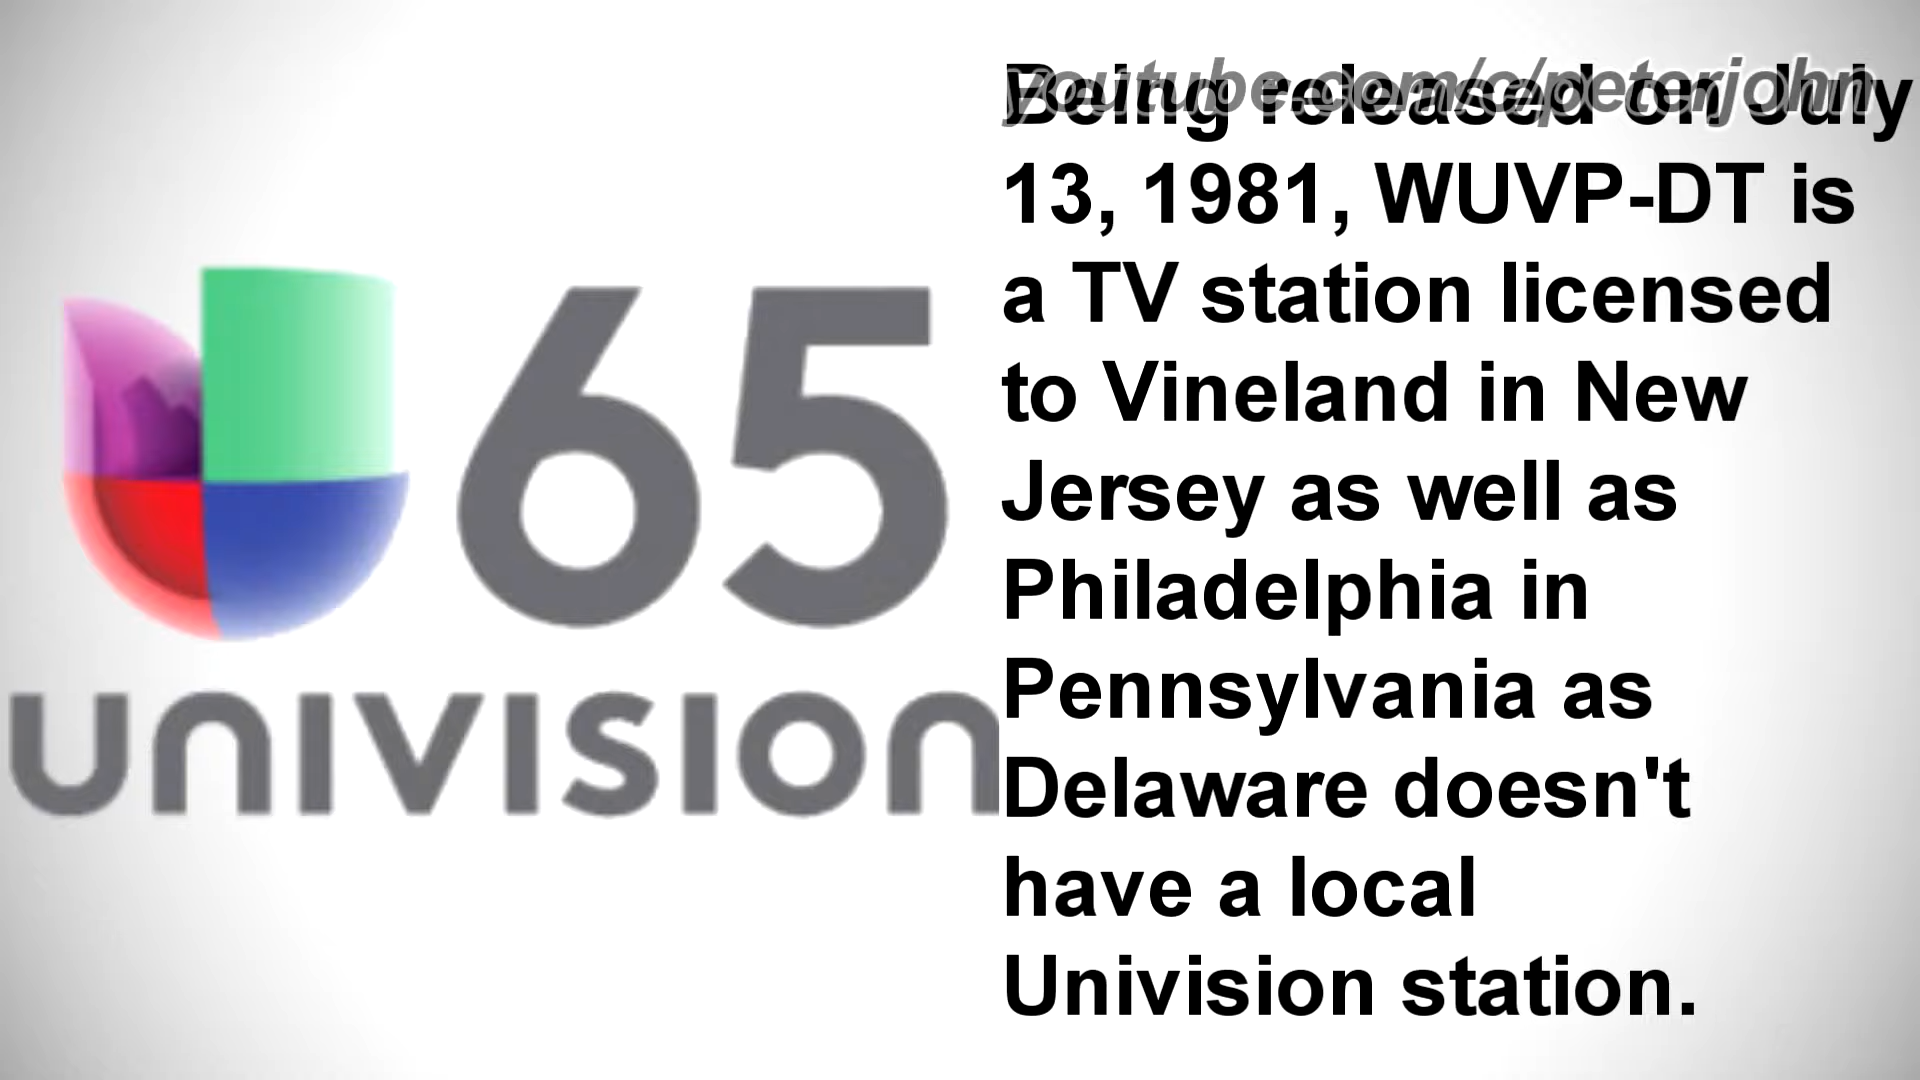 youtube.com/c/peterjohn
Being released on July
13, 1981, WUVP-DT is
a TV station licensed
to Vineland in New
Jersey as well as
Philadelphia in
Pennsylvania as
Delaware doesn't
have a local
Univision station.
65
UNIVISION